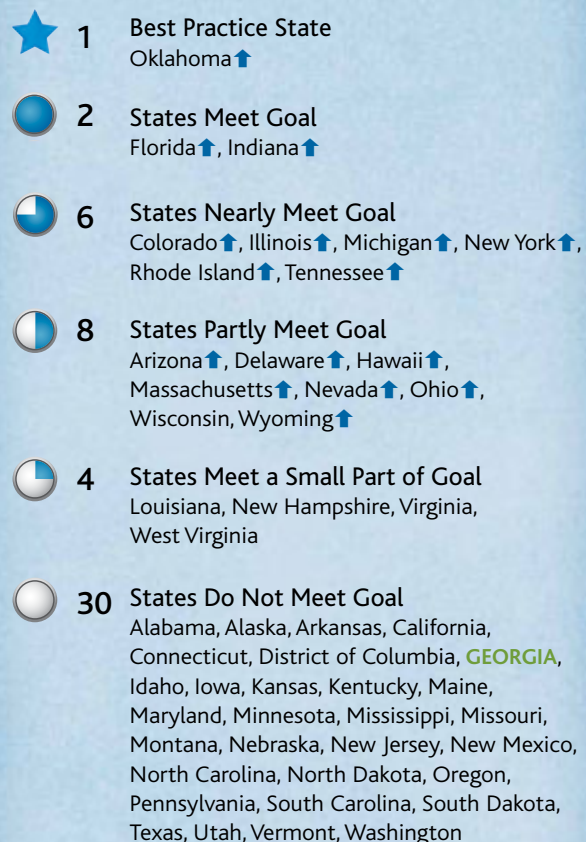 1 Best Practice State
Oklahoma⬆
2 States Meet Goal
Florida⬆, Indiana⬆
6 States Nearly Meet Goal
Colorado⬆, Illinois⬆, Michigan⬆, New York⬆,
Rhode Island⬆, Tennessee⬆
8 States Partly Meet Goal
Arizona⬆, Delaware⬆, Hawaii⬆,
Massachusetts⬆, Nevada⬆, Ohio⬆,
Wisconsin, Wyoming⬆
4 States Meet a Small Part of Goal
Louisiana, New Hampshire, Virginia,
West Virginia
30 States Do Not Meet Goal
Alabama, Alaska, Arkansas, California,
Connecticut, District of Columbia, GEORGIA,
Idaho, Iowa, Kansas, Kentucky, Maine,
Maryland, Minnesota, Mississippi, Missouri,
Montana, Nebraska, New Jersey, New Mexico,
North Carolina, North Dakota, Oregon,
Pennsylvania, South Carolina, South Dakota,
Texas, Utah, Vermont, Washington